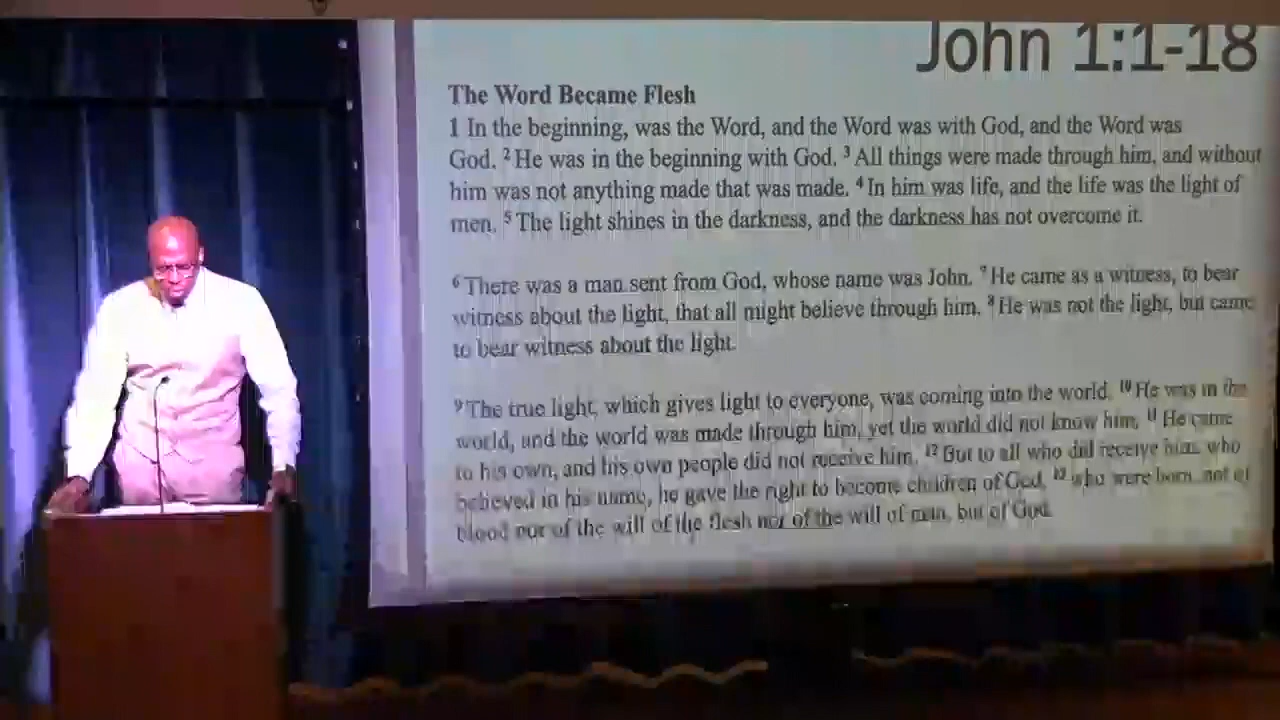 John 1:1-18
The Word Became Flesh
1 In the beginning, was the Word, and the Word was with God, and the Word was
God. 2 He was in the beginning with God. 3 All things were made through him, and without
him was not anything made that was made. 4 In him was life, and the life was the light of
men. 5 The light shines in the darkness, and the darkness has not overcome it.
6 There was a man sent from God, whose name was John. 7 He came as a witness, to bear
witness about the light, that all might believe through him. 8 He was not the light, but came
to bear witness about the light.
9 The true light, which gives light to everyone, was coming into the world. 10 He was in the
world, and the world was made through him, yet the world did not know him. 11 He came
to his own, and his own people did not receive him. 12 But to all who did receive him, who
believed in his name, he gave the right to become children of God, 13 who were born, not of
blood nor of the will of the flesh nor of the will of man, but of God.